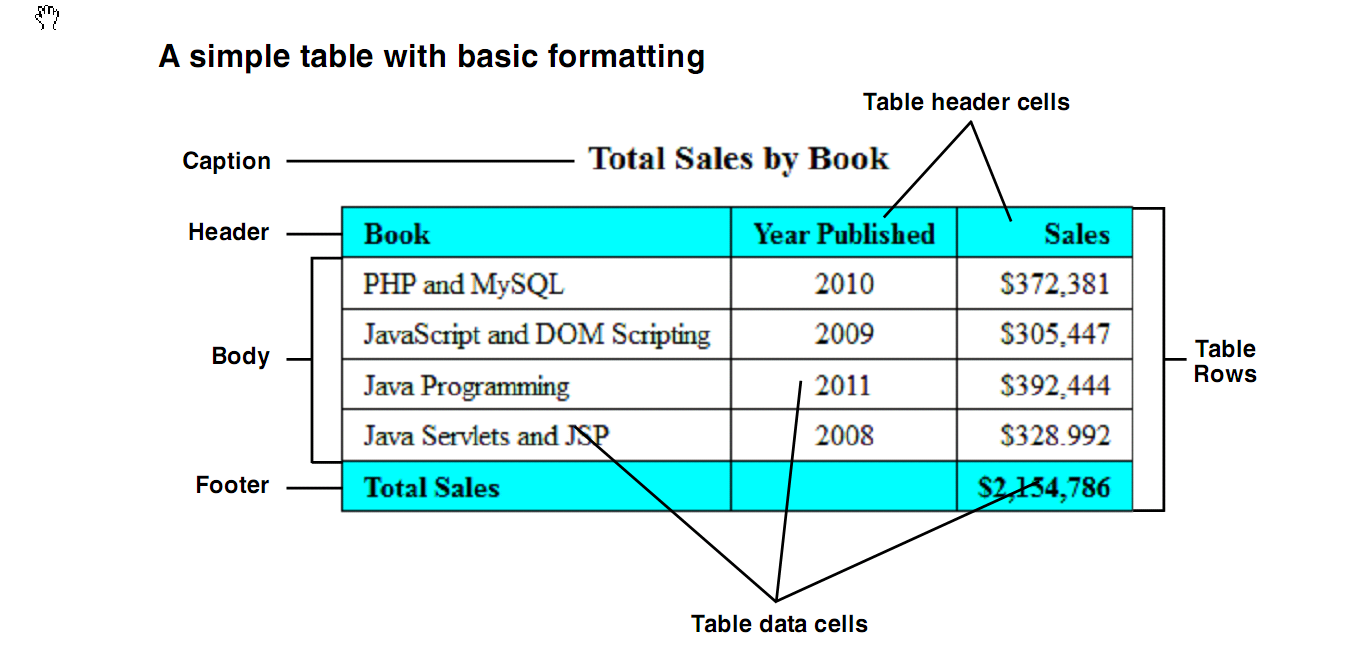 A simple table with basic formatting
Table header cells
Caption
Total Sales by Book
Header
Book Year Published Sales
PHP and MySQL 2010 $372,381
JavaScript and DOM Scripting 2009 $305,447
Body
Table
Rows
Java Programming 2011 $392,444
Java Servlets and JSP 2008 $328.992
Footer
Total Sales $2,154,786
Table data cells